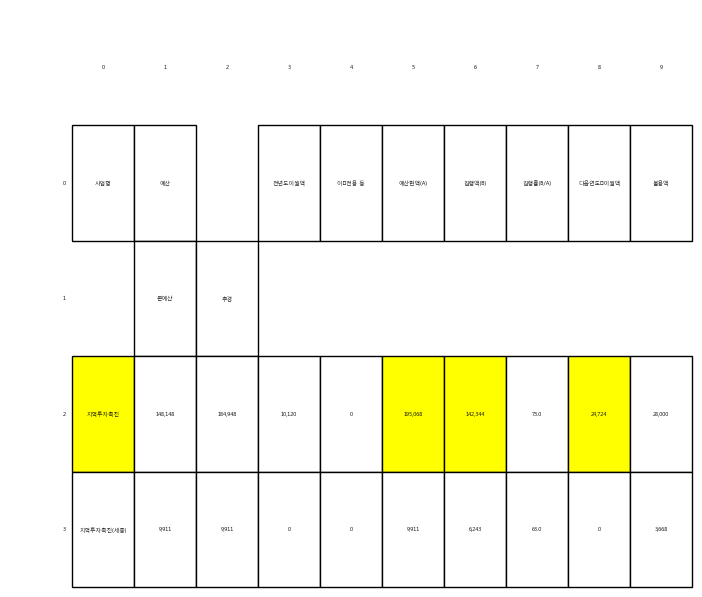 0 1 2 3 4 5 6 7 8 9
0 사업명 예산 전년도 이월액 이□전용 등 예산현액(A) 집행액(B) 집행률(B/A) 다음연도□이월액 불용액
1 본예산 추경
2 지역투자촉진 148,148 184,948 10,120 0 195,068 142,344 73.0 24,724 28,000
3 지역투자촉진(세종) 9,911 9,911 0 0 9,911 6,243 63.0 0 3,668